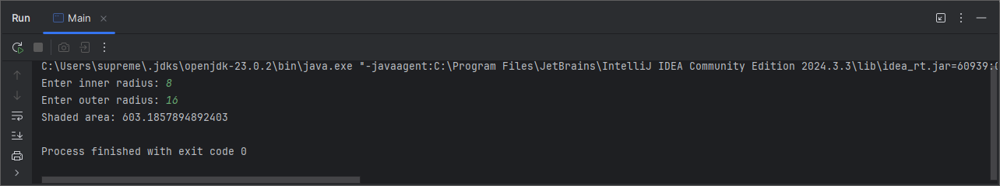 Run Main
C:\Users\supreme\.jdks\openjdk-23.0.2\bin\java.exe "-javaagent:C:\Program Files\JetBrains\IntelliJ IDEA Community Edition 2024.3.3\lib\idea_rt.jar=60939:
Enter inner radius: 8
Enter outer radius: 16
Shaded area: 603.1857894892403
Process finished with exit code 0